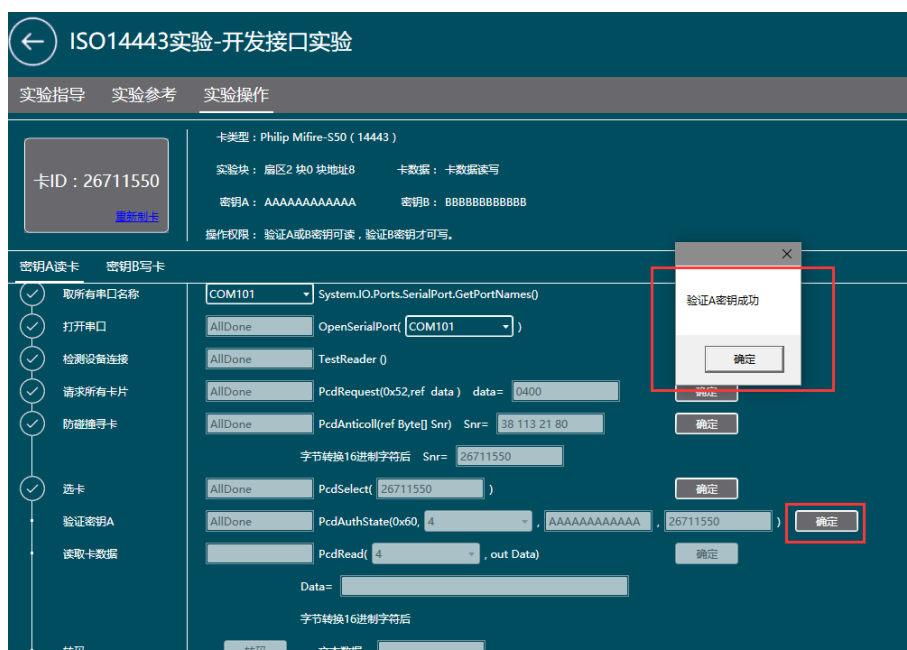 ISO14443实验-开发接口实验
实验指导 实验参考 实验操作
卡类型：Philip Mifire-S50 ( 14443 )
实验块： 扇区2 块0 块地址8 卡数据： 卡数据读写
卡ID：26711550
重新制卡
密钥A： AAAAAAAAAAAA 密钥B： BBBBBBBBBBBB
操作权限： 验证A或B密钥可读，验证B密钥才可写。
密钥A读卡 密钥B写卡
验证A密钥成功
确定
取所有串口名称 COM101 System.IO.Ports.SerialPort.GetPortNames()
打开串口 AllDone OpenSerialPort( COM101 )
检测设备连接 AllDone TestReader ()
请求所有卡片 AllDone PcdRequest(0x52,ref data ) data= 0400 确定
防碰撞寻卡 AllDone PcdAnticoll(ref Byte[] Snr) Snr= 38 113 21 80 确定
字节转换16进制字符后 Snr= 26711550
选卡 AllDone PcdSelect( 26711550 ) 确定
验证密钥A AllDone PcdAuthState(0x60, 4 , AAAAAAAAAAAA , 26711550 ) 确定
读取卡数据 PcdRead( 4 , out Data) 确定
Data=
字节转换16进制字符后